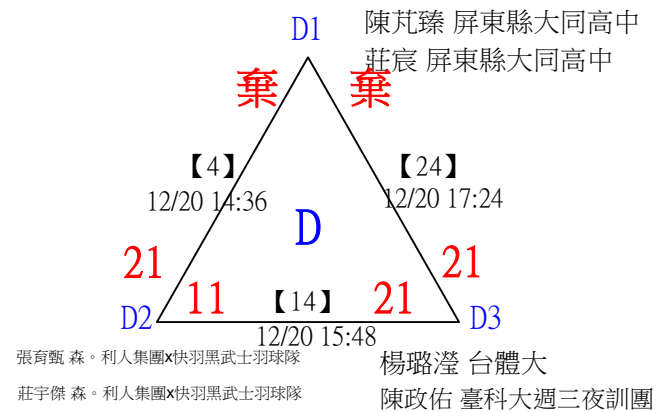 D1
陳芃臻 屏東縣大同高中
莊宸 屏東縣大同高中
棄 棄
【4】 【24】
12/20 14:36 12/20 17:24
D
21 21
11 【14】 21
D2 D3
12/20 15:48
張育甄 森。利人集團x快羽黑武士羽球隊
楊璐瀅 台體大
莊宇傑 森。利人集團x快羽黑武士羽球隊
陳政佑 臺科大週三夜訓團